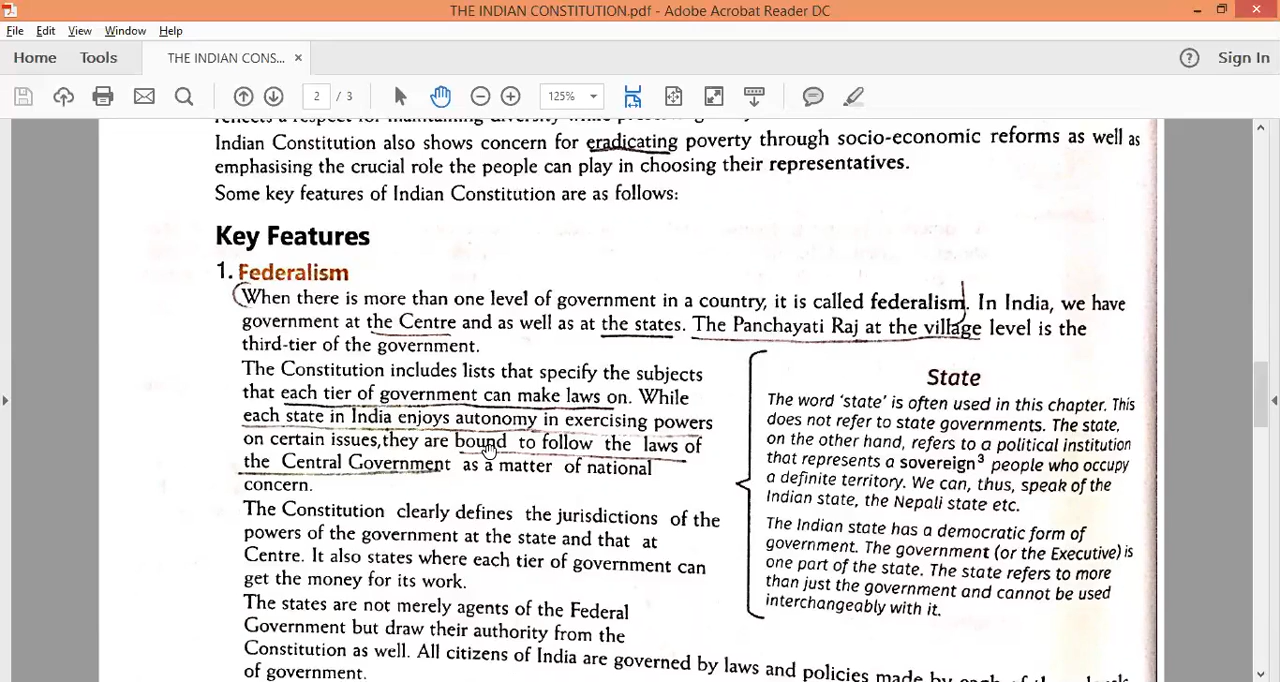 THE INDIAN CONSTITUTION.pdf - Adobe Acrobat Reader DC
File Edit View Window Help
Home Tools THE INDIAN CONS... × Sign In
2 / 3 125%
Indian Constitution also shows concern for eradicating poverty through socio-economic reforms as well as
emphasising the crucial role the people can play in choosing their representatives.
Some key features of Indian Constitution are as follows:
Key Features
1. Federalism
When there is more than one level of government in a country, it is called federalism. In India, we have
government at the Centre and as well as at the states. The Panchayati Raj at the village level is the
third-tier of the government.
The Constitution includes lists that specify the subjects
that each tier of government can make laws on. While
each state in India enjoys autonomy in exercising powers
on certain issues, they are bound to follow the laws of
the Central Government as a matter of national
concern.
The Constitution clearly defines the jurisdictions of the
powers of the government at the state and that at
Centre. It also states where each tier of government can
get the money for its work.
The states are not merely agents of the Federal
Government but draw their authority from the
Constitution as well. All citizens of India are governed by laws and policies made by each of
of government.
State
The word 'state' is often used in this chapter. This
does not refer to state governments. The state,
on the other hand, refers to a political institution
that represents a sovereign³ people who occupy
a definite territory. We can, thus, speak of the
Indian state, the Nepali state etc.
The Indian state has a democratic form of
government. The government (or the Executive) is
one part of the state. The state refers to more
than just the government and cannot be used
interchangeably with it.